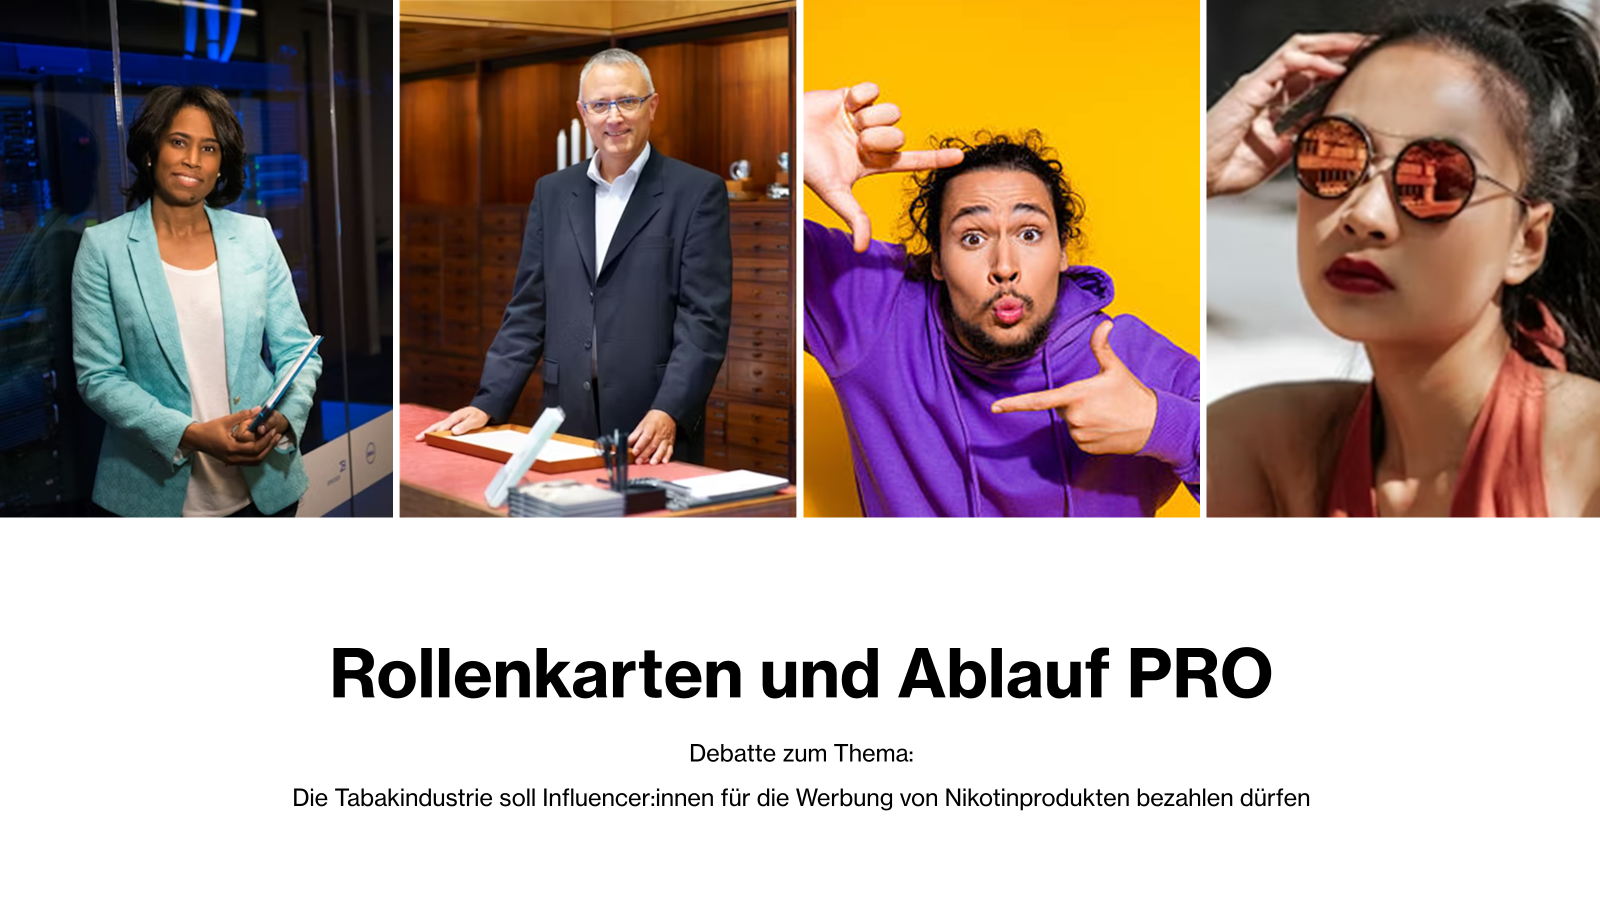 Rollenkarten und Ablauf PRO
Debatte zum Thema:
Die Tabakindustrie soll Influencer:innen für die Werbung von Nikotinprodukten bezahlen dürfen